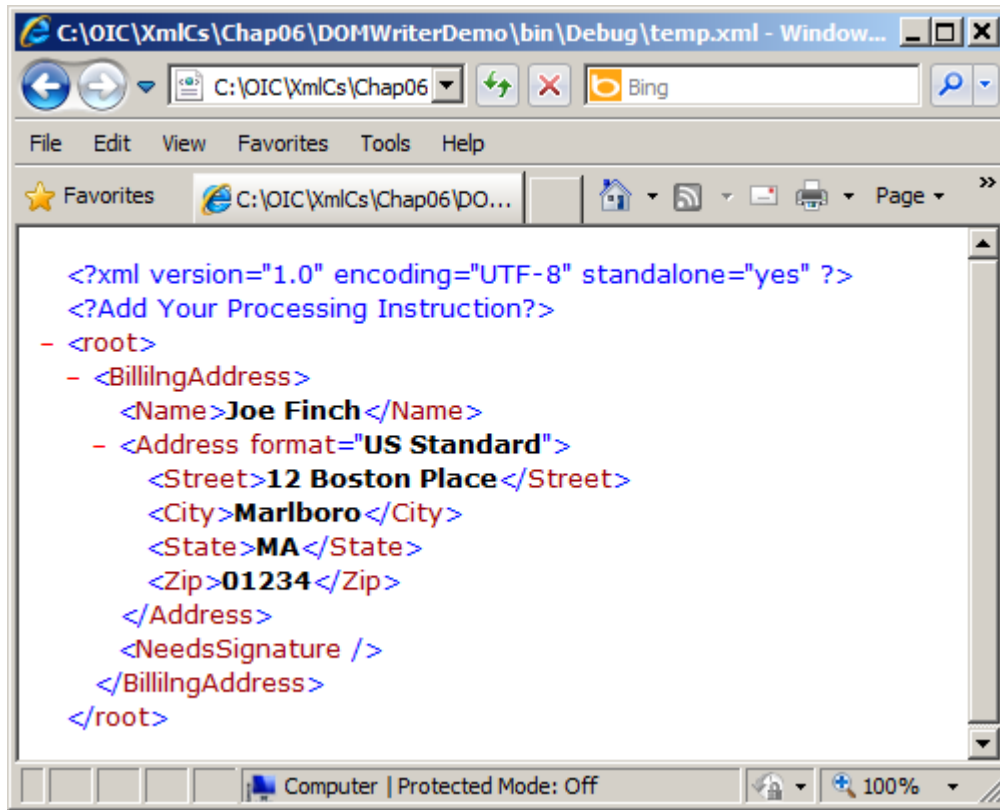 C:\OIC\XmlCs\Chap06\DOMWriterDemo\bin\Debug\temp.xml - Window...
C:\OIC\XmlCs\Chap06
Bing
File Edit View Favorites Tools Help
Favorites
C:\OIC\XmlCs\Chap06\DO...
Page
»
<?xml version="1.0" encoding="UTF-8" standalone="yes" ?>
<?Add Your Processing Instruction?>
- <root>
- <BillilngAddress>
<Name>Joe Finch</Name>
- <Address format="US Standard">
<Street>12 Boston Place</Street>
<City>Marlboro</City>
<State>MA</State>
<Zip>01234</Zip>
</Address>
<NeedsSignature />
</BillilngAddress>
</root>
Computer | Protected Mode: Off
100%